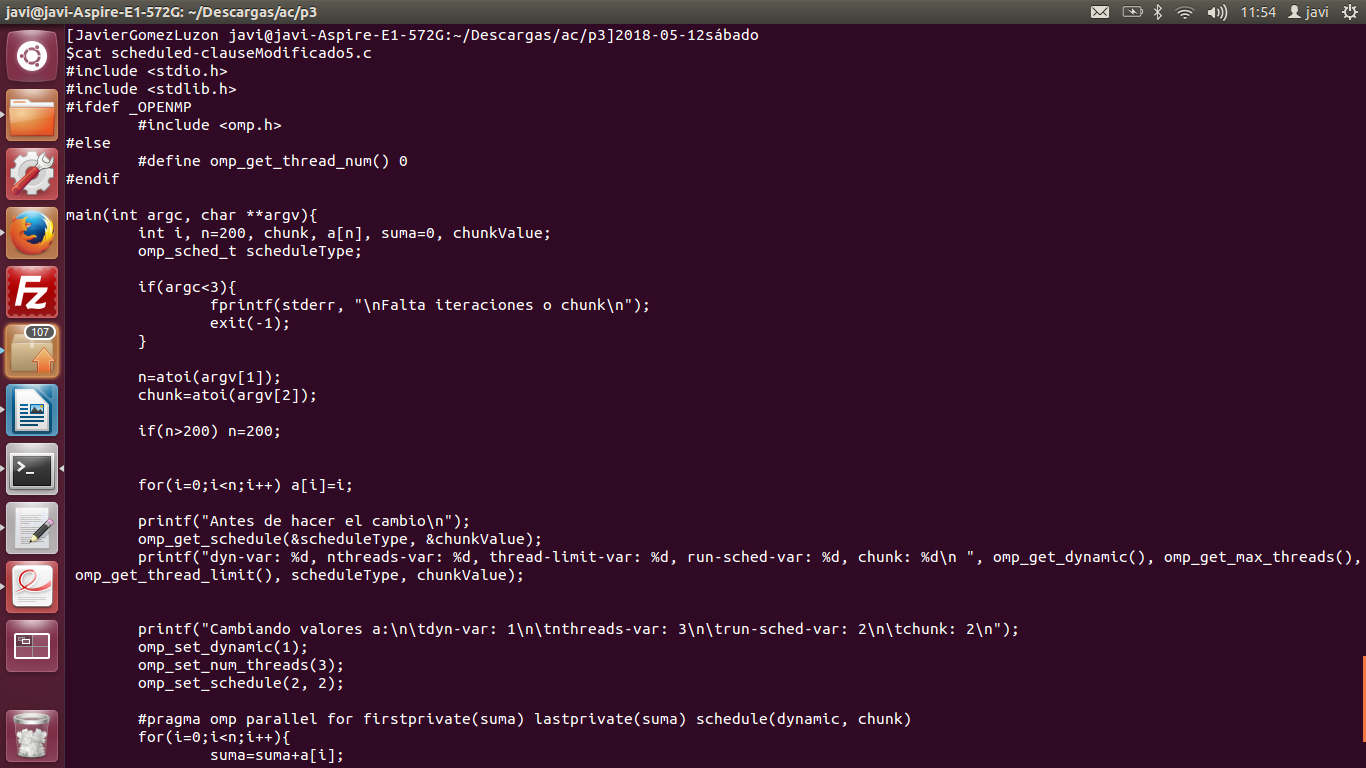 javi@javi-Aspire-E1-572G: ~/Descargas/ac/p3
11:54 javi
107
[JavierGomezLuzon javi@javi-Aspire-E1-572G:~/Descargas/ac/p3]2018-05-12sábado
$cat scheduled-clauseModificado5.c
#include <stdio.h>
#include <stdlib.h>
#ifdef _OPENMP
#include <omp.h>
#else
#define omp_get_thread_num() 0
#endif
main(int argc, char **argv){
int i, n=200, chunk, a[n], suma=0, chunkValue;
omp_sched_t scheduleType;
if(argc<3){
fprintf(stderr, "\nFalta iteraciones o chunk\n");
exit(-1);
}
n=atoi(argv[1]);
chunk=atoi(argv[2]);
if(n>200) n=200;
for(i=0;i<n;i++) a[i]=i;
printf("Antes de hacer el cambio\n");
omp_get_schedule(&scheduleType, &chunkValue);
printf("dyn-var: %d, nthreads-var: %d, thread-limit-var: %d, run-sched-var: %d, chunk: %d\n ", omp_get_dynamic(), omp_get_max_threads(),
omp_get_thread_limit(), scheduleType, chunkValue);
printf("Cambiando valores a:\n\tdyn-var: 1\n\tnthreads-var: 3\n\trun-sched-var: 2\n\tchunk: 2\n");
omp_set_dynamic(1);
omp_set_num_threads(3);
omp_set_schedule(2, 2);
#pragma omp parallel for firstprivate(suma) lastprivate(suma) schedule(dynamic, chunk)
for(i=0;i<n;i++){
suma=suma+a[i];